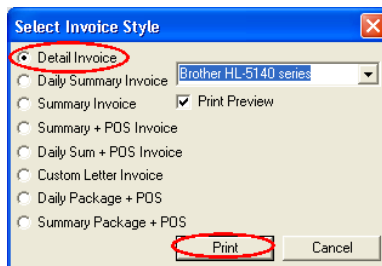 Select Invoice Style
Detail Invoice
Brother HL-5140 series
Daily Summary Invoice
Summary Invoice
Print Preview
Summary + POS Invoice
Daily Sum + POS Invoice
Custom Letter Invoice
Daily Package + POS
Summary Package + POS
Print
Cancel